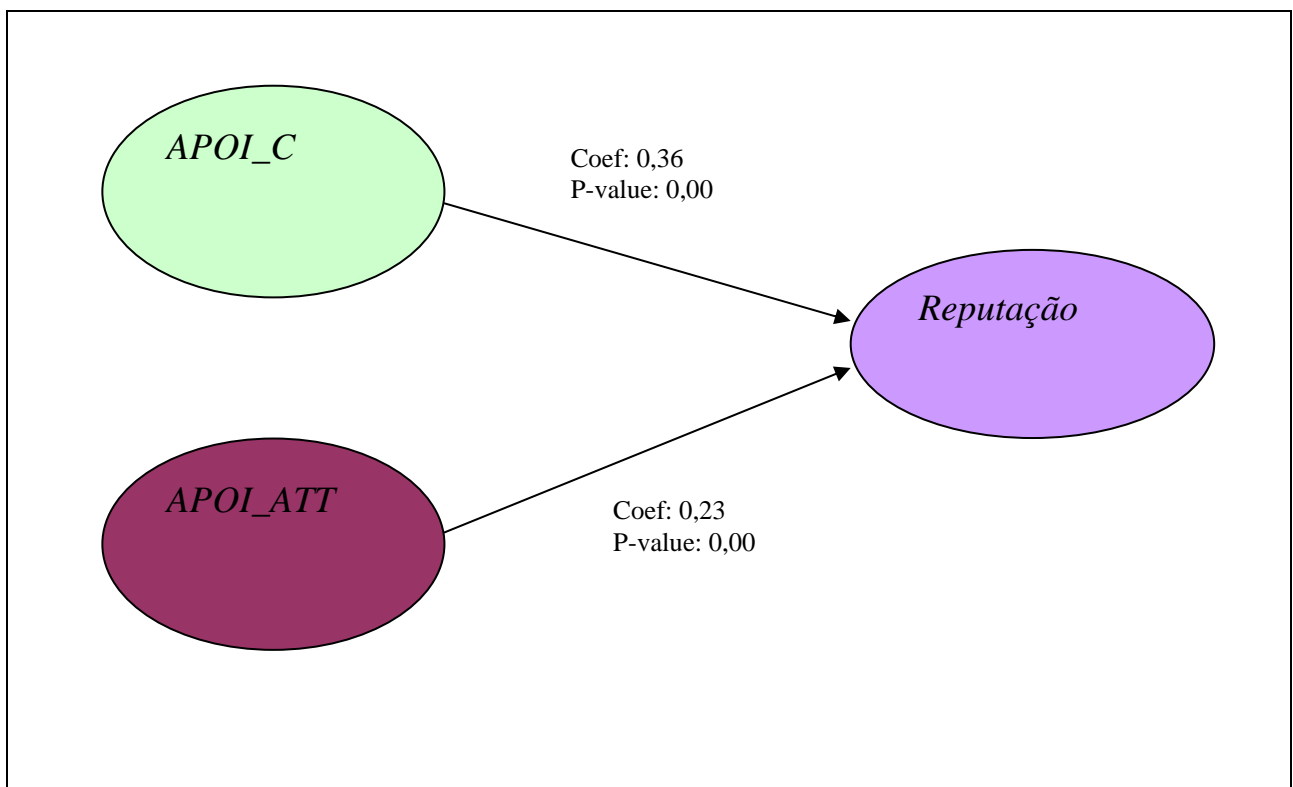 APOI_C
Coef: 0,36
P-value: 0,00
Reputação
APOI_ATT
Coef: 0,23
P-value: 0,00